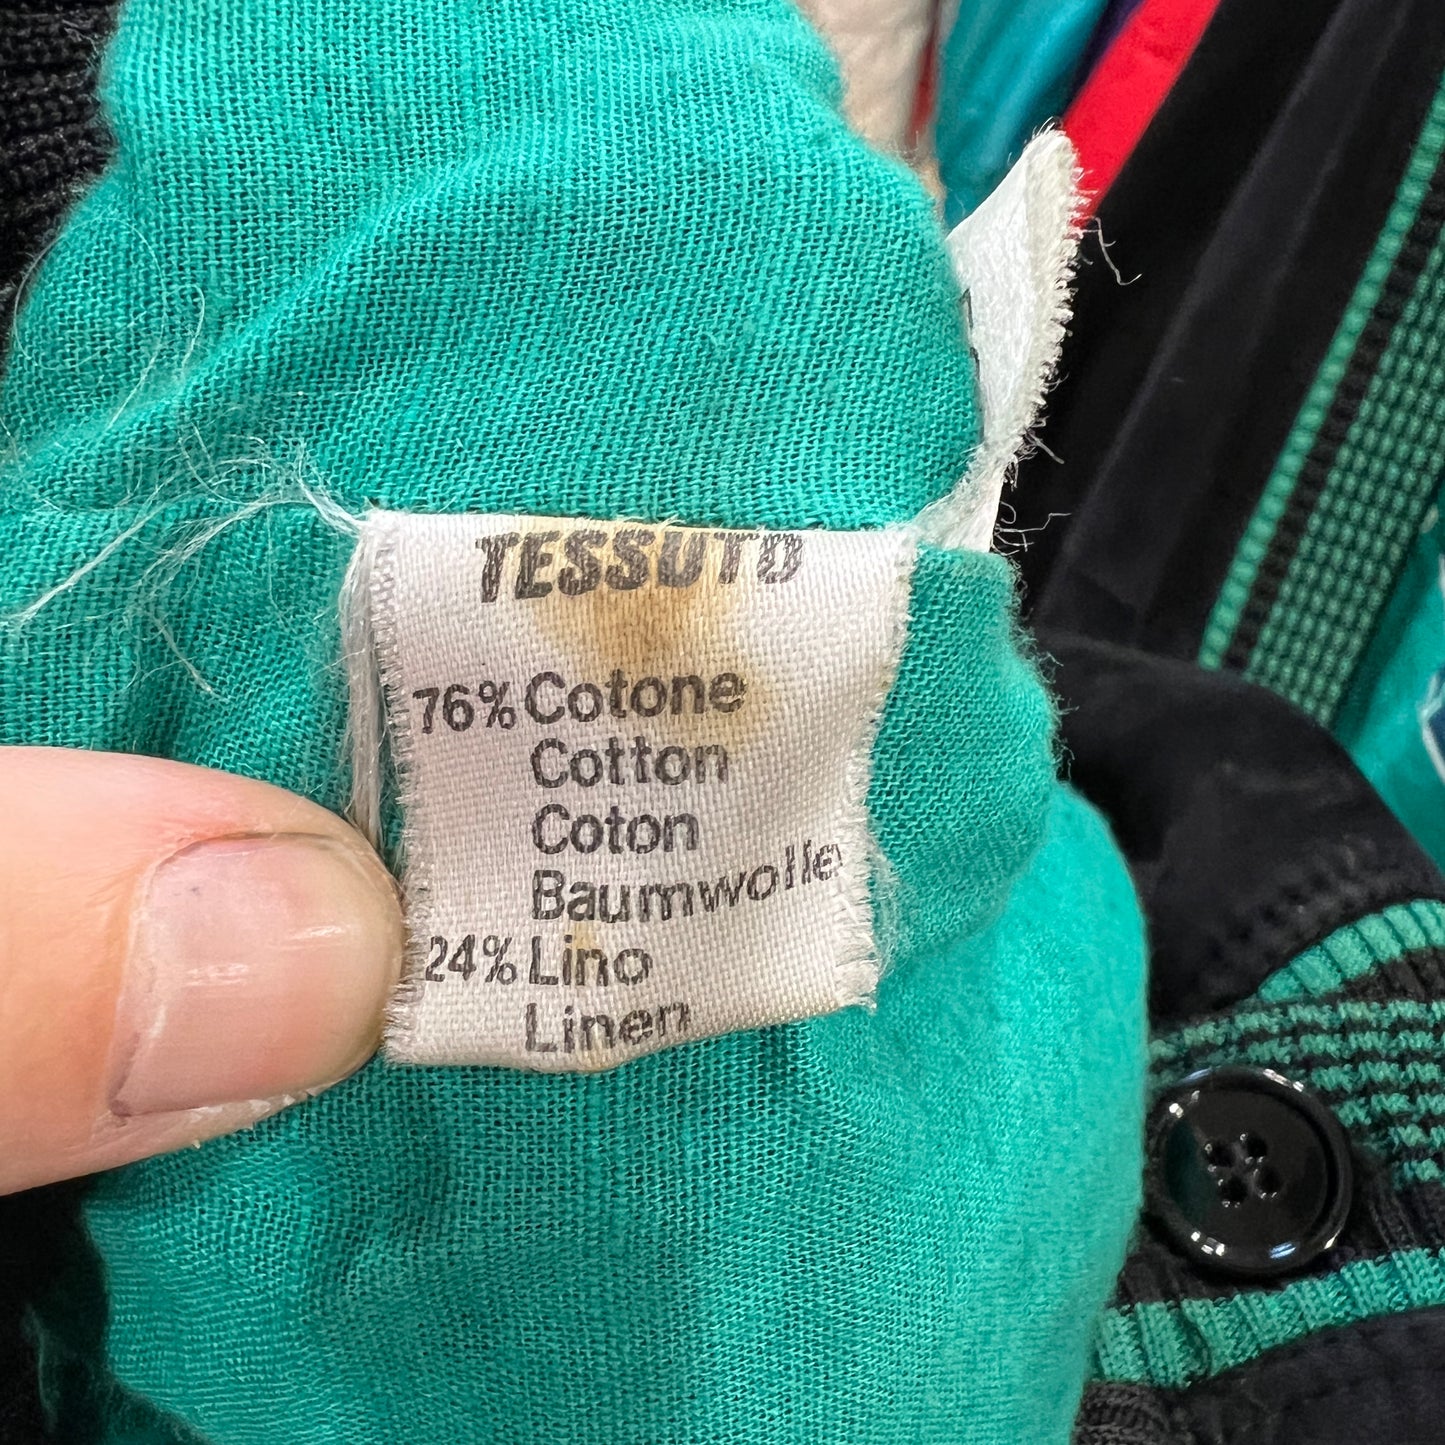 TESSUTO
76% Cotone
Cotton
Coton
Baumwolle
24% Lino
Linen